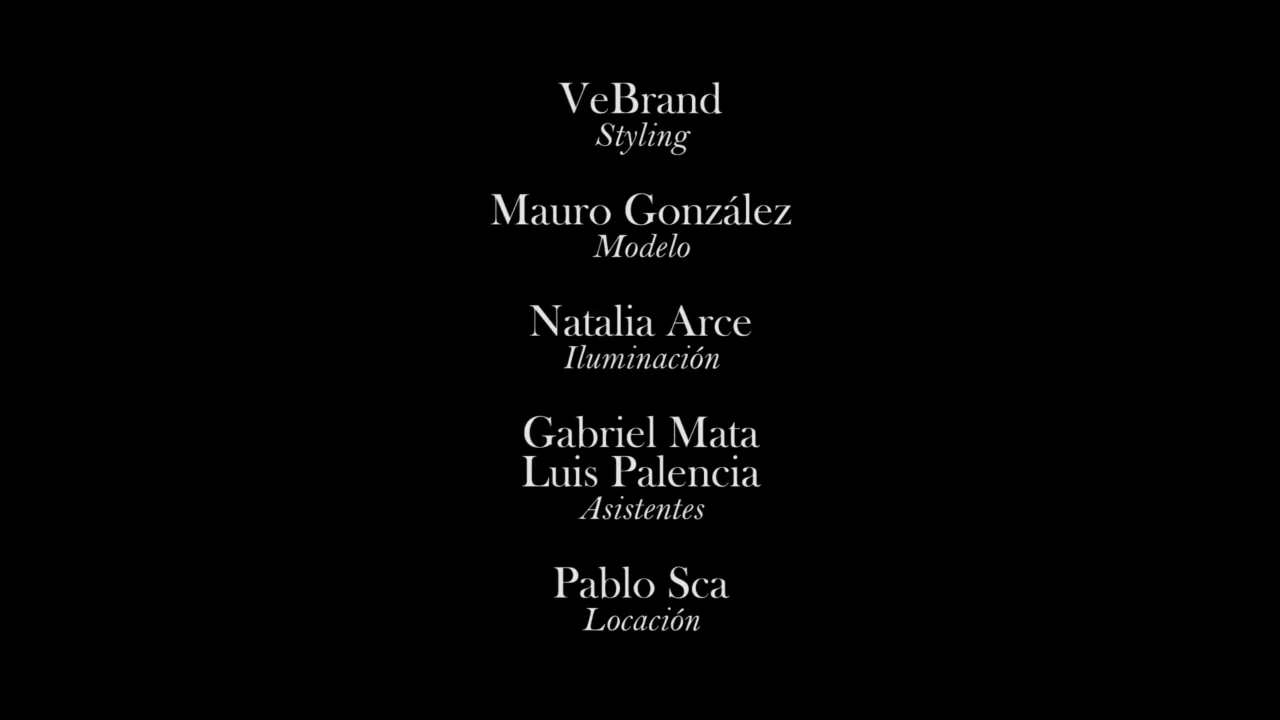 VeBrand
Styling
Mauro González
Modelo
Natalia Arce
Iluminación
Gabriel Mata
Luis Palencia
Asistentes
Pablo Sca
Locación